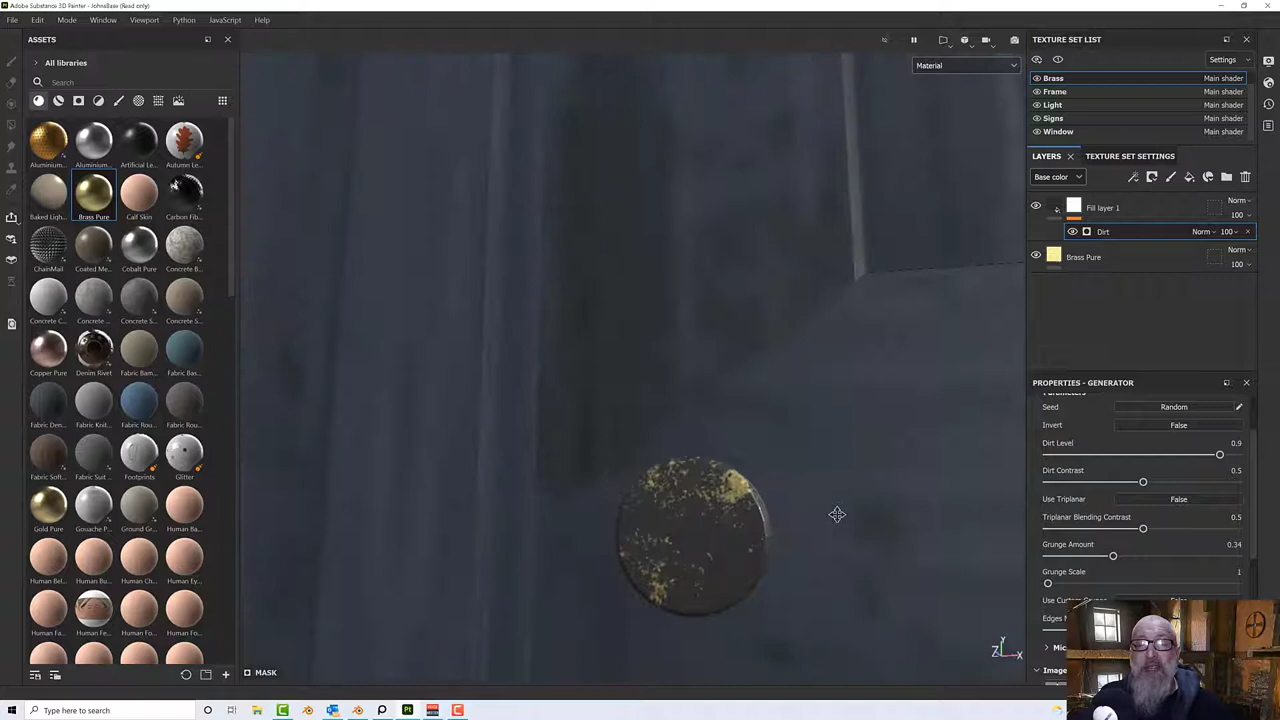 Adobe Substance 3D Painter - JohnsBase (Read only)
File Edit Mode Window Viewport Python JavaScript Help
ASSETS
All libraries
Search
Aluminium... Aluminium... Artificial Le... Autumn Le...
Baked Ligh... Brass Pure Calf Skin Carbon Fib...
ChainMail Coated Me... Cobalt Pure Concrete B...
Concrete C... Concrete ... Concrete S... Concrete S...
Copper Pure Denim Rivet Fabric Bam... Fabric Bas...
Fabric Den... Fabric Knit... Fabric Rou... Fabric Rou...
Fabric Soft... Fabric Suit ... Footprints Glitter
Gold Pure Gouache P... Ground Gr... Human Ba...
Human Bel... Human Bu... Human Ch... Human Ey...
Human Fa... Human Fe... Human Fo... Human Fo...
Material
MASK
Y
Z X
TEXTURE SET LIST
Settings
Brass Main shader
Frame Main shader
Light Main shader
Signs Main shader
Window Main shader
LAYERS TEXTURE SET SETTINGS
Base color
Fill layer 1 Norm
100
Dirt Norm 100
Brass Pure Norm
100
PROPERTIES - GENERATOR
Parameters
Seed Random
Invert False
Dirt Level 0.9
Dirt Contrast 0.5
Use Triplanar False
Triplanar Blending Contrast 0.5
Grunge Amount 0.34
Grunge Scale 1
Use Custom
Edges
Image
Type here to search